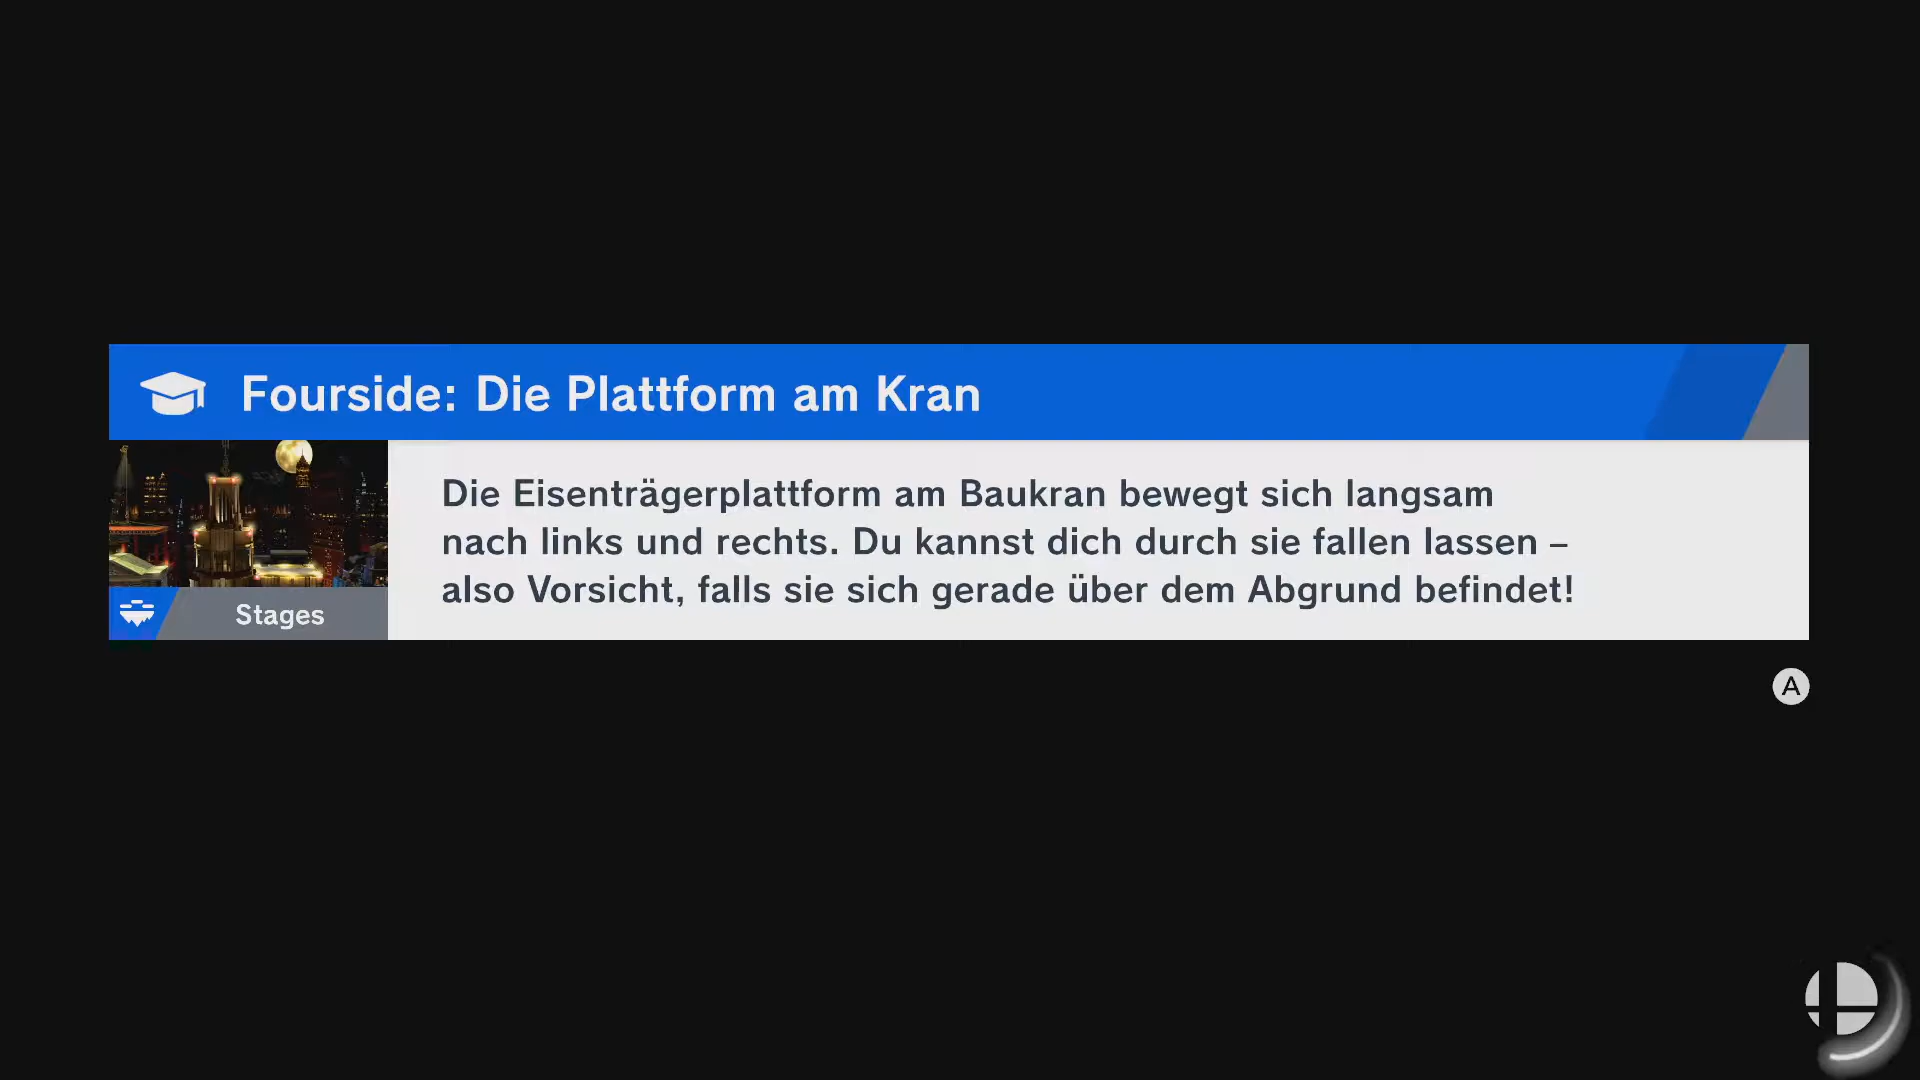 Fourside: Die Plattform am Kran
Die Eisenträgerplattform am Baukran bewegt sich langsam
nach links und rechts. Du kannst dich durch sie fallen lassen –
also Vorsicht, falls sie sich gerade über dem Abgrund befindet!
Stages
A